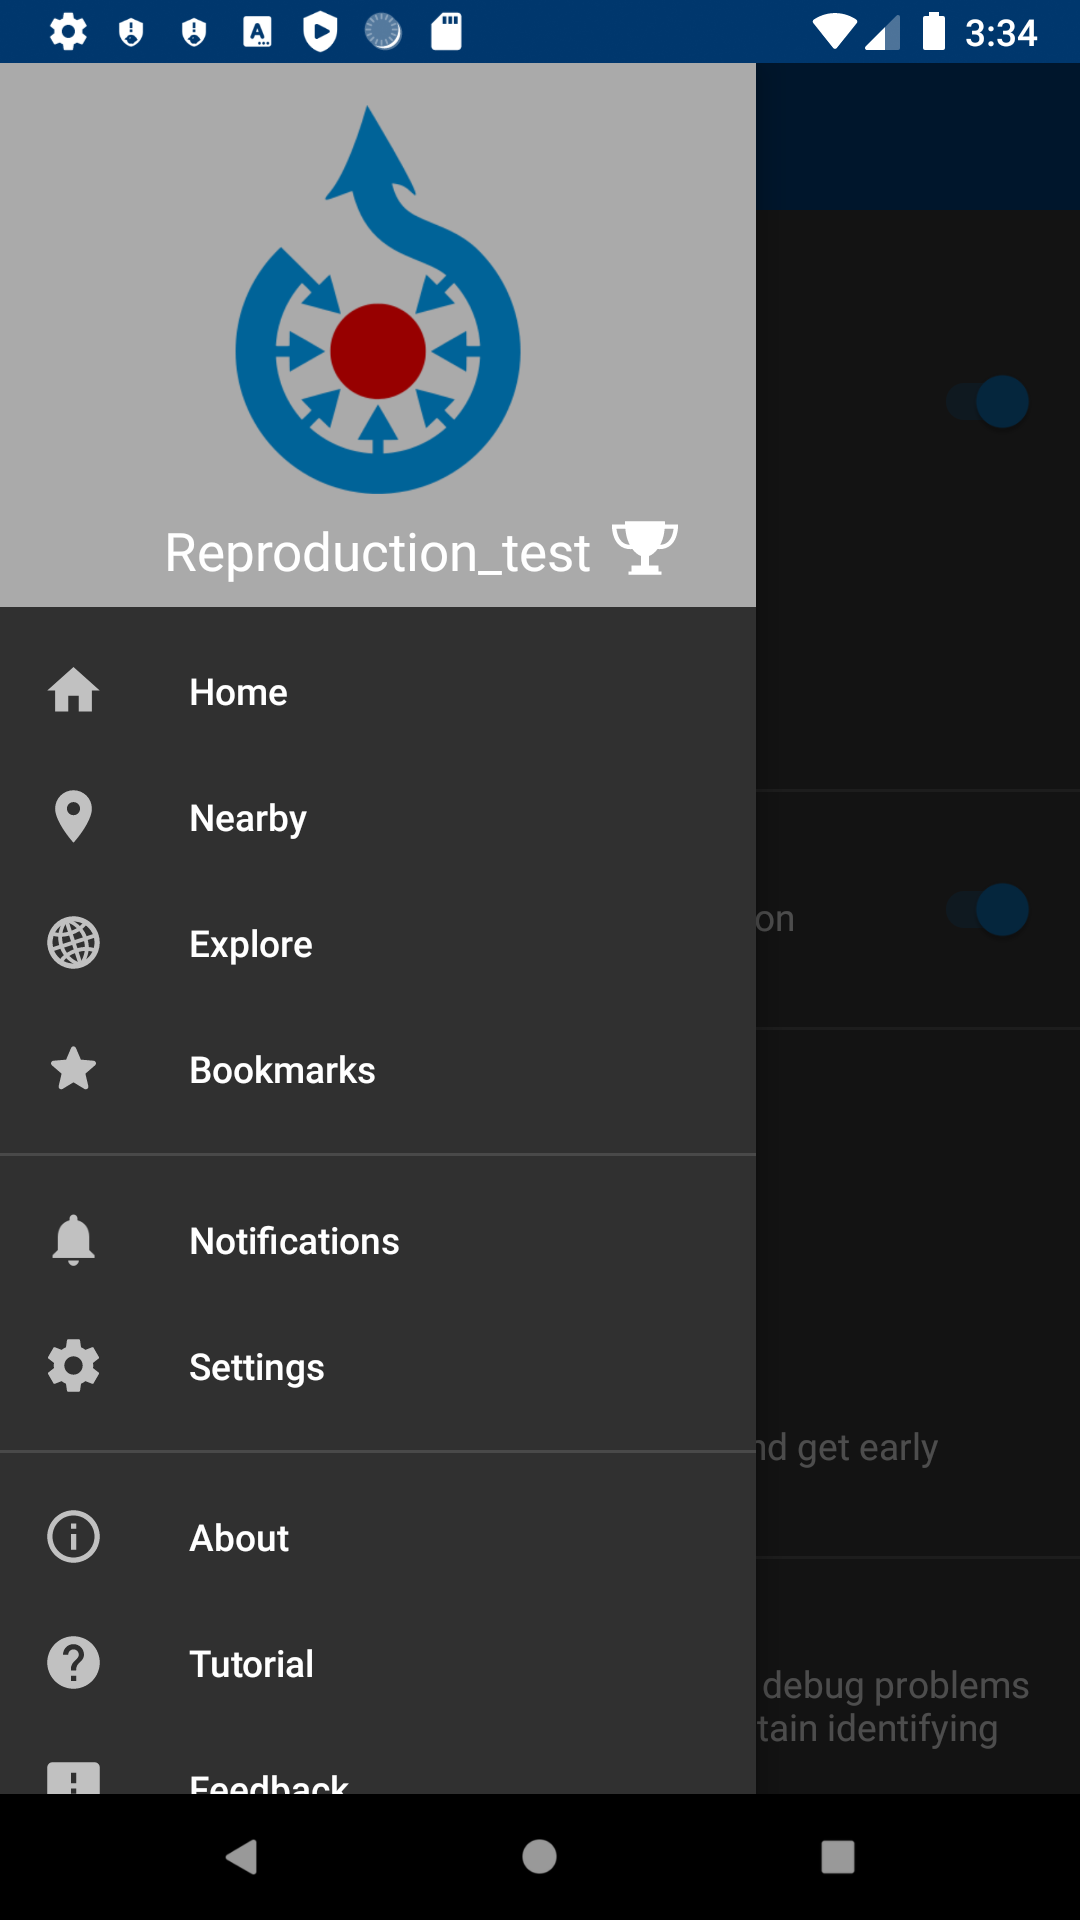 3:34
Reproduction_test
Home
Nearby
on
Explore
Bookmarks
Notifications
Settings
nd get early
About
Tutorial
debug problems
tain identifying
Feedback